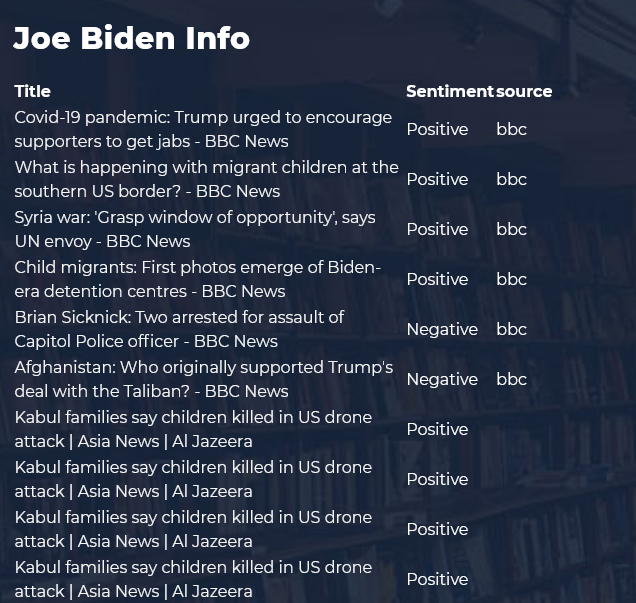 Joe Biden Info
Title Sentiment source
Covid-19 pandemic: Trump urged to encourage
supporters to get jabs - BBC News Positive bbc
What is happening with migrant children at the
southern US border? - BBC News Positive bbc
Syria war: 'Grasp window of opportunity', says
UN envoy - BBC News Positive bbc
Child migrants: First photos emerge of Biden-
era detention centres - BBC News Positive bbc
Brian Sicknick: Two arrested for assault of
Capitol Police officer - BBC News Negative bbc
Afghanistan: Who originally supported Trump's
deal with the Taliban? - BBC News Negative bbc
Kabul families say children killed in US drone
attack | Asia News | Al Jazeera Positive
Kabul families say children killed in US drone
attack | Asia News | Al Jazeera Positive
Kabul families say children killed in US drone
attack | Asia News | Al Jazeera Positive
Kabul families say children killed in US drone
attack | Asia News | Al Jazeera Positive